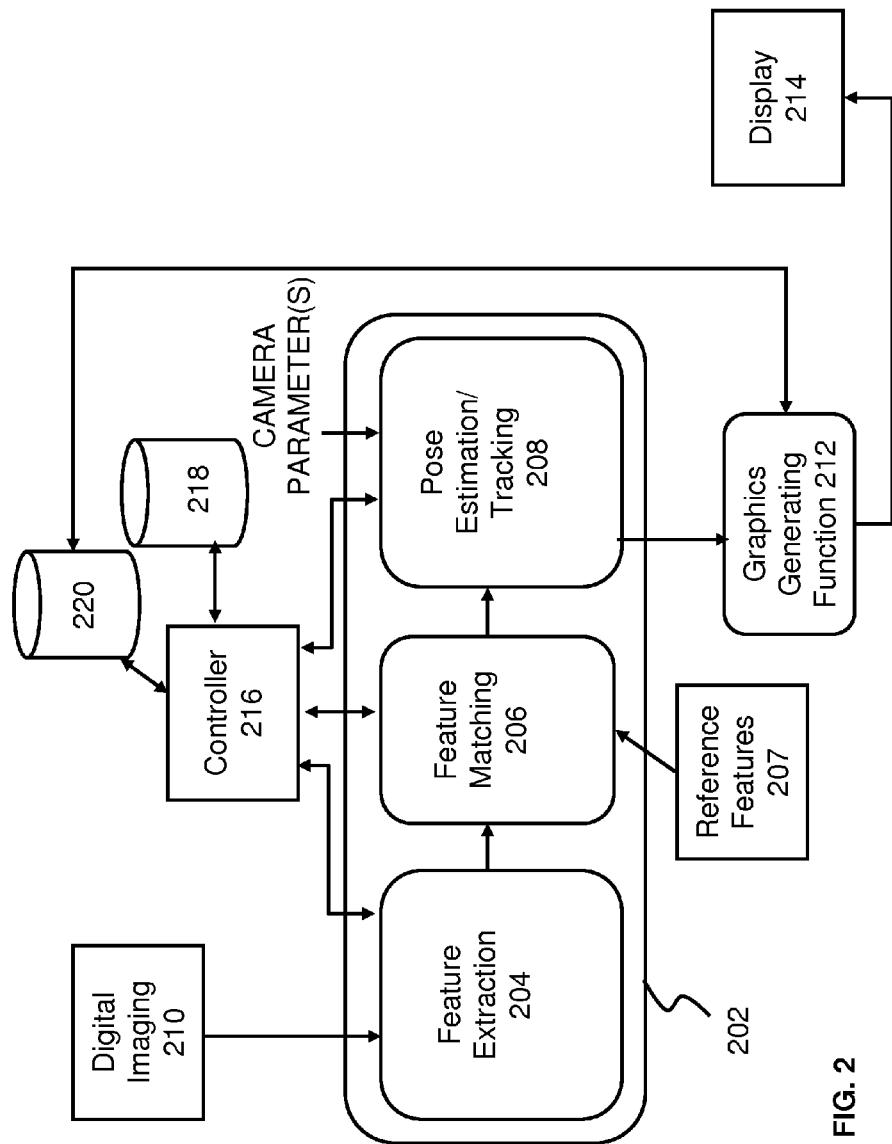 Digital
Imaging
210
220
218
Controller
216
CAMERA
PARAMETER(S)
Feature
Extraction
204
Feature
Matching
206
Pose
Estimation/
Tracking
208
202
Reference
Features
207
Graphics
Generating
Function 212
Display
214
FIG. 2